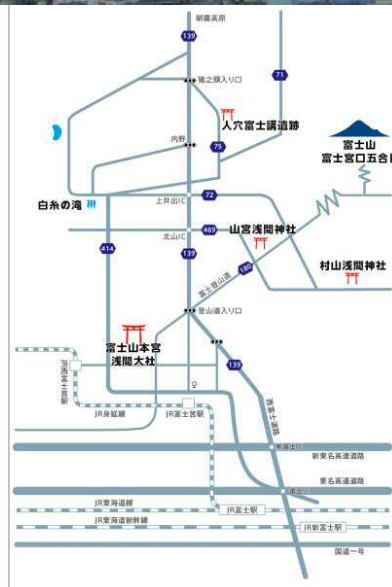 朝霧高原
139
71
猪之頭入り口
人穴富士講遺跡
内野
75
富士山
富士宮口五合目
白糸の滝
上井出IC
72
414
北山IC
469
山宮浅間神社
139
富士登山道
180
村山浅間神社
登山道入り口
富士山本宮
浅間大社
139
西富士道路
JR西富士宮駅
JR身延線
JR富士宮駅
新富士IC
新東名高速道路
東名高速道路
富士IC
JR東海道線
JR富士駅
JR東海道新幹線
JR新富士駅
国道一号